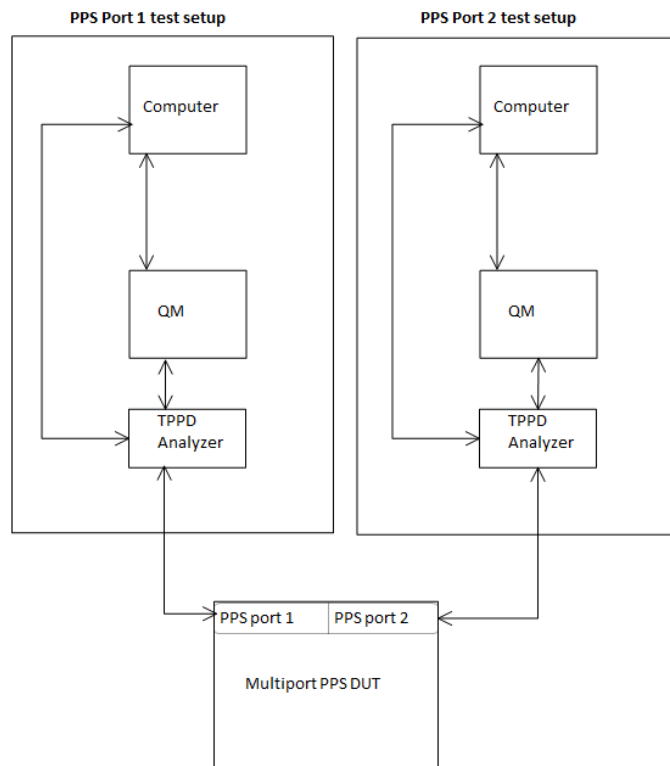 PPS Port 1 test setup
PPS Port 2 test setup
Computer
QM
TPPD
Analyzer
Computer
QM
TPPD
Analyzer
PPS port 1
PPS port 2
Multiport PPS DUT